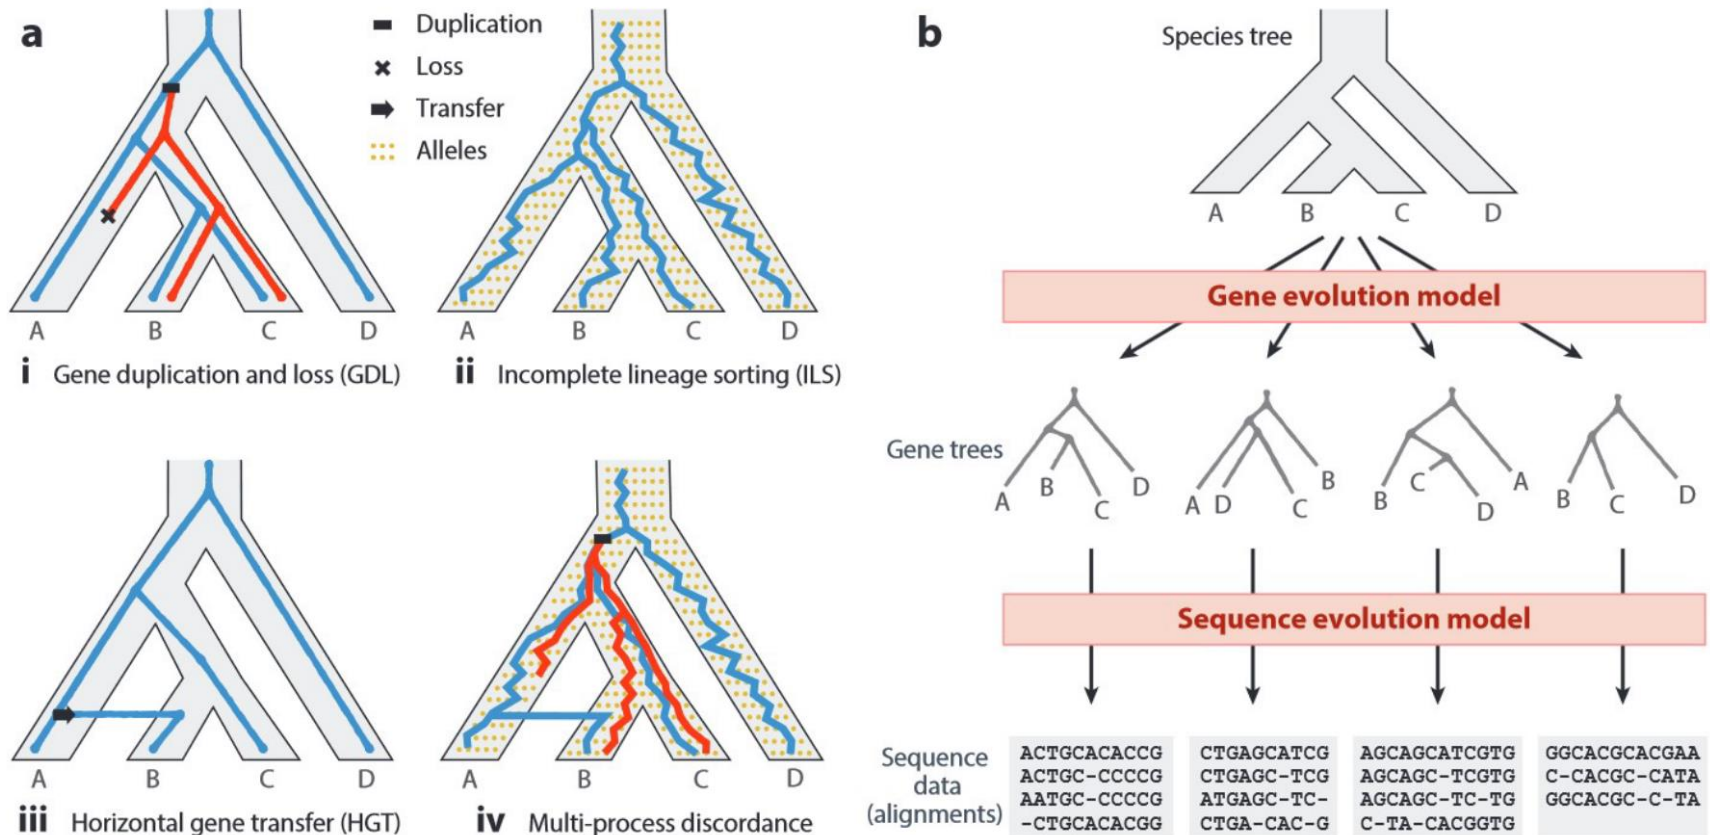 a
Duplication
Loss
Transfer
Alleles
A B C D
i Gene duplication and loss (GDL)
A B C D
ii Incomplete lineage sorting (ILS)
A B C D
iii Horizontal gene transfer (HGT)
A B C D
iv Multi-process discordance
b
Species tree
A B C D
Gene evolution model
Gene trees
A B C D
A D C B
B C D A
B C D
Sequence evolution model
Sequence
data
(alignments)
ACTGCACACCG
ACTGC-CCCCG
AATGC-CCCCG
-CTGCACACGG
CTGAGCATCG
CTGAGC-TCG
ATGAGC-TC-
CTGA-CAC-G
AGCAGCATCGTG
AGCAGC-TCGTG
AGCAGC-TC-TG
C-TA-CACGGTG
GGCACGCACGAA
C-CACGC-CATA
GGCACGC-C-TA